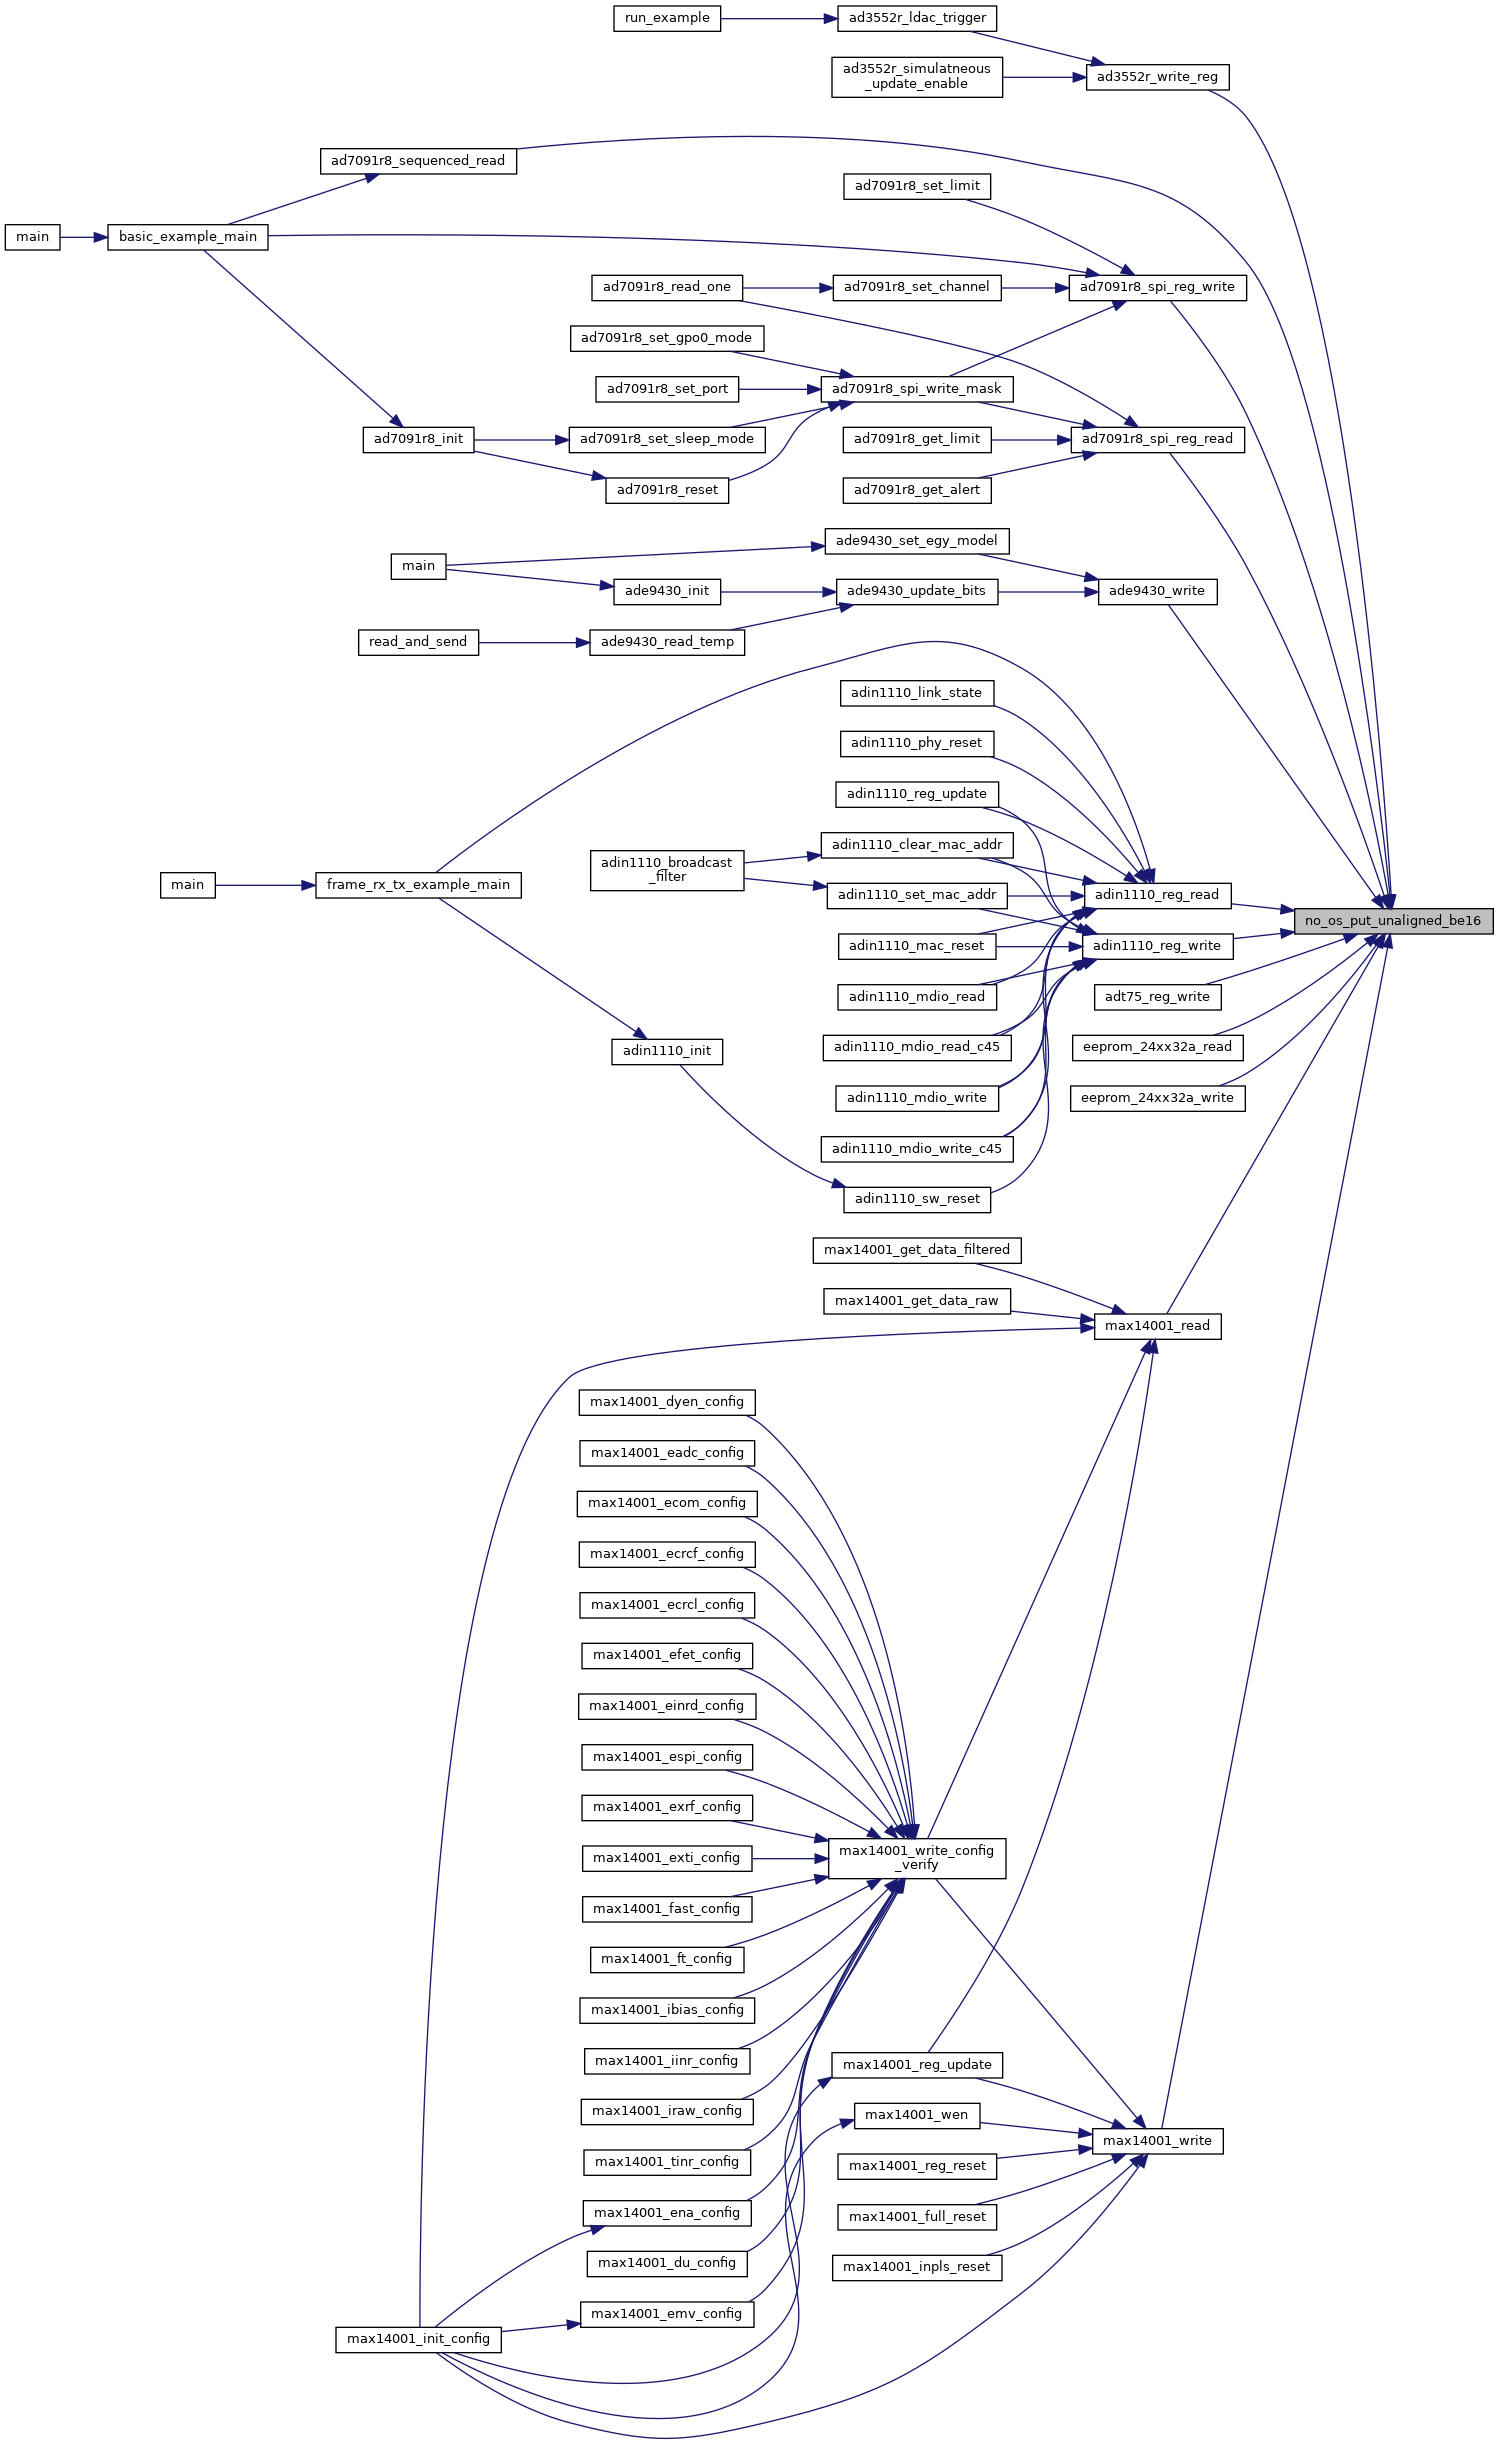 run_example
ad3552r_ldac_trigger
ad3552r_simulatneous
_update_enable
ad3552r_write_reg
ad7091r8_sequenced_read
ad7091r8_set_limit
main
basic_example_main
ad7091r8_read_one
ad7091r8_set_channel
ad7091r8_spi_reg_write
ad7091r8_set_gpo0_mode
ad7091r8_set_port
ad7091r8_spi_write_mask
ad7091r8_init
ad7091r8_set_sleep_mode
ad7091r8_get_limit
ad7091r8_spi_reg_read
ad7091r8_reset
ad7091r8_get_alert
ade9430_set_egy_model
main
ade9430_init
ade9430_update_bits
ade9430_write
read_and_send
ade9430_read_temp
adin1110_link_state
adin1110_phy_reset
adin1110_reg_update
adin1110_clear_mac_addr
adin1110_broadcast
_filter
main
frame_rx_tx_example_main
adin1110_set_mac_addr
adin1110_reg_read
no_os_put_unaligned_be16
adin1110_mac_reset
adin1110_reg_write
adin1110_mdio_read
adt75_reg_write
adin1110_init
adin1110_mdio_read_c45
eeprom_24xx32a_read
adin1110_mdio_write
eeprom_24xx32a_write
adin1110_mdio_write_c45
adin1110_sw_reset
max14001_get_data_filtered
max14001_get_data_raw
max14001_read
max14001_dyen_config
max14001_eadc_config
max14001_ecom_config
max14001_ecrcf_config
max14001_ecrcl_config
max14001_efet_config
max14001_einrd_config
max14001_espi_config
max14001_exrf_config
max14001_write_config
_verify
max14001_exti_config
max14001_fast_config
max14001_ft_config
max14001_ibias_config
max14001_iinr_config
max14001_reg_update
max14001_iraw_config
max14001_wen
max14001_write
max14001_tinr_config
max14001_reg_reset
max14001_ena_config
max14001_full_reset
max14001_du_config
max14001_inpls_reset
max14001_emv_config
max14001_init_config